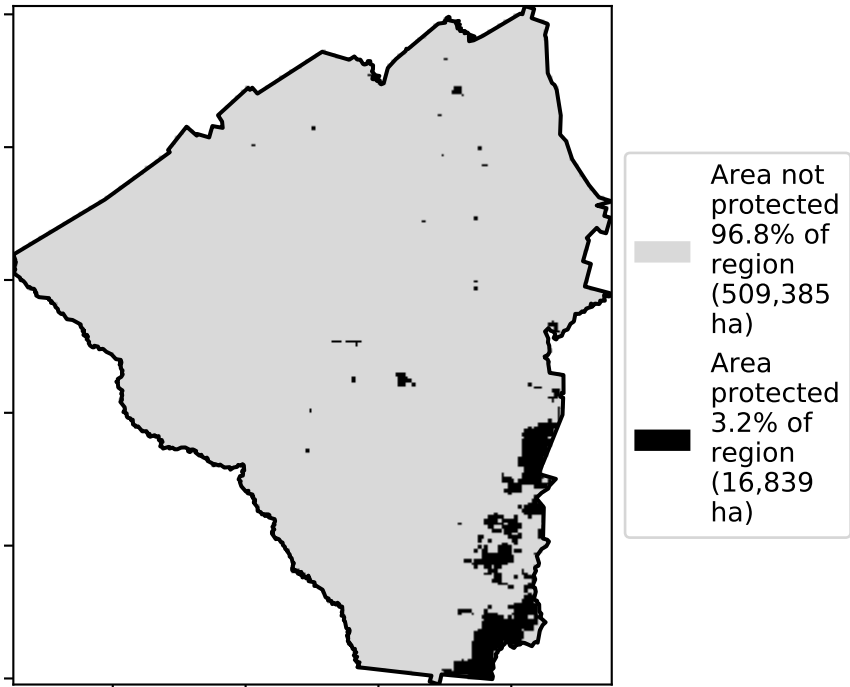 Area not
protected
96.8% of
region
(509,385
ha)
Area
protected
3.2% of
region
(16,839
ha)